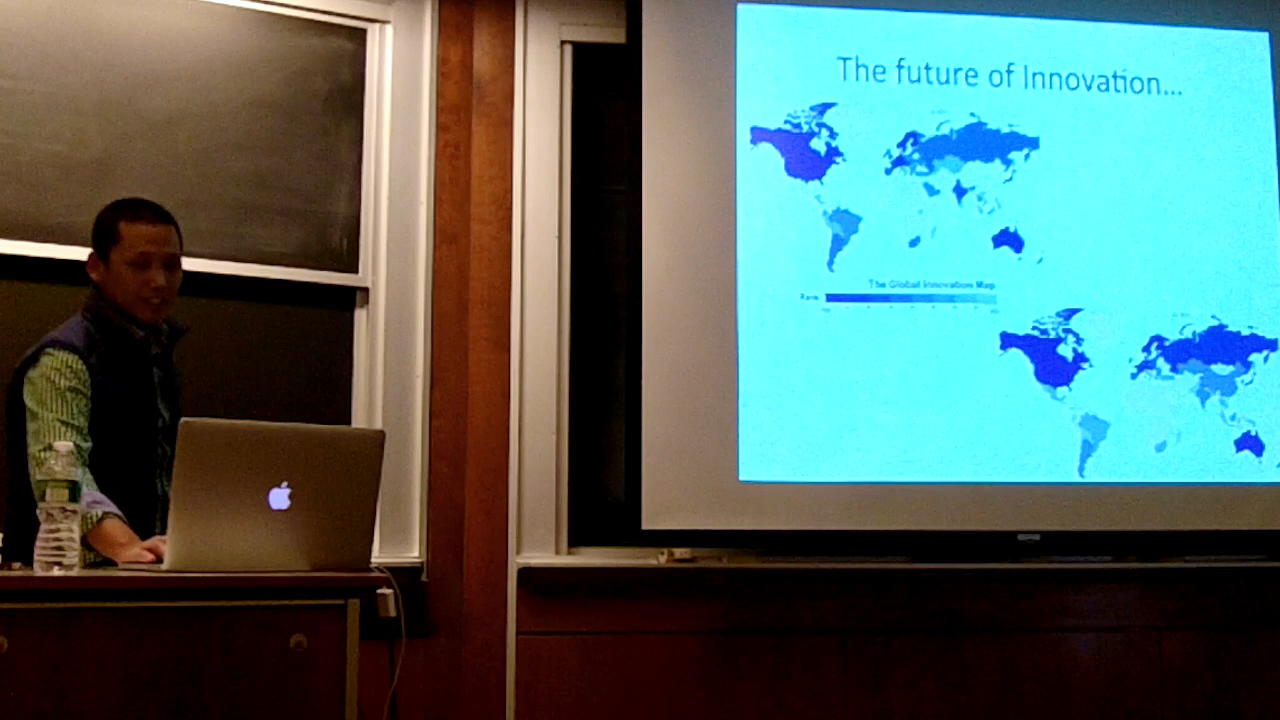 The future of Innovation...
The Global Innovation Map
Rank